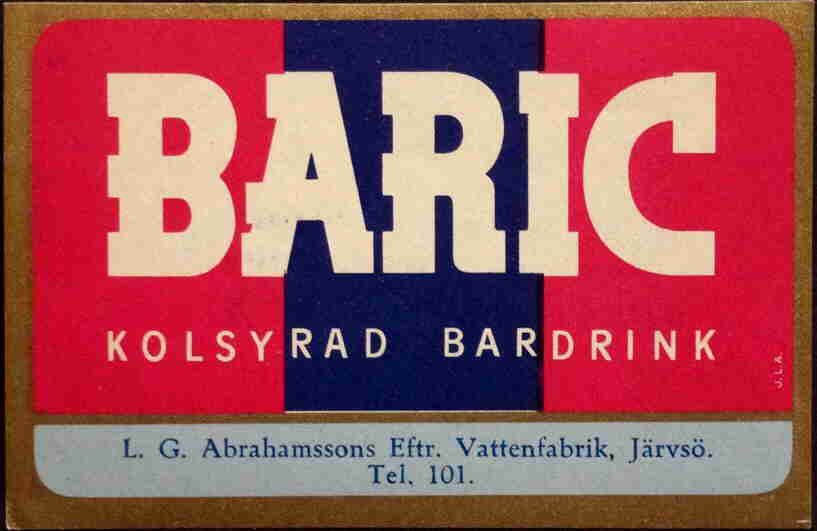 BARIC
KOLSYRAD BARDRINK
J.L.A.
L. G. Abrahamssons Eftr. Vattenfabrik, Järvsö.
Tel. 101.